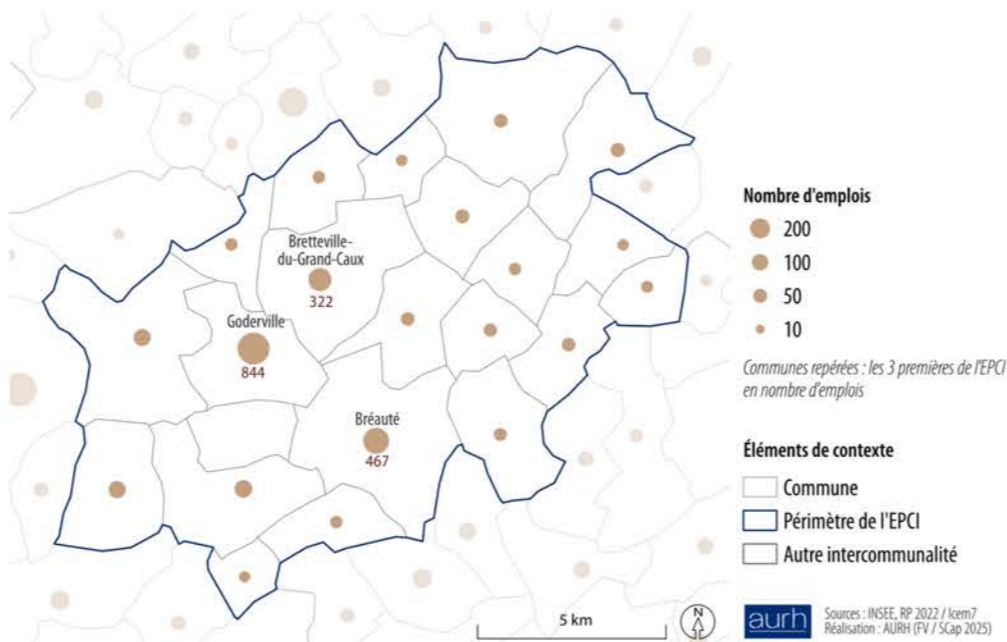 Bretteville-
du-Grand-Caux
322
Goderville
844
Bréauté
467
5 km
N
Nombre d'emplois
200
100
50
10
Communes repérées : les 3 premières de l'EPCI
en nombre d'emplois
Éléments de contexte
Commune
Périmètre de l'EPCI
Autre intercommunalité
aurh
Sources : INSEE, RP 2022 / Icem7
Réalisation : AURH (FV / SCap 2025)